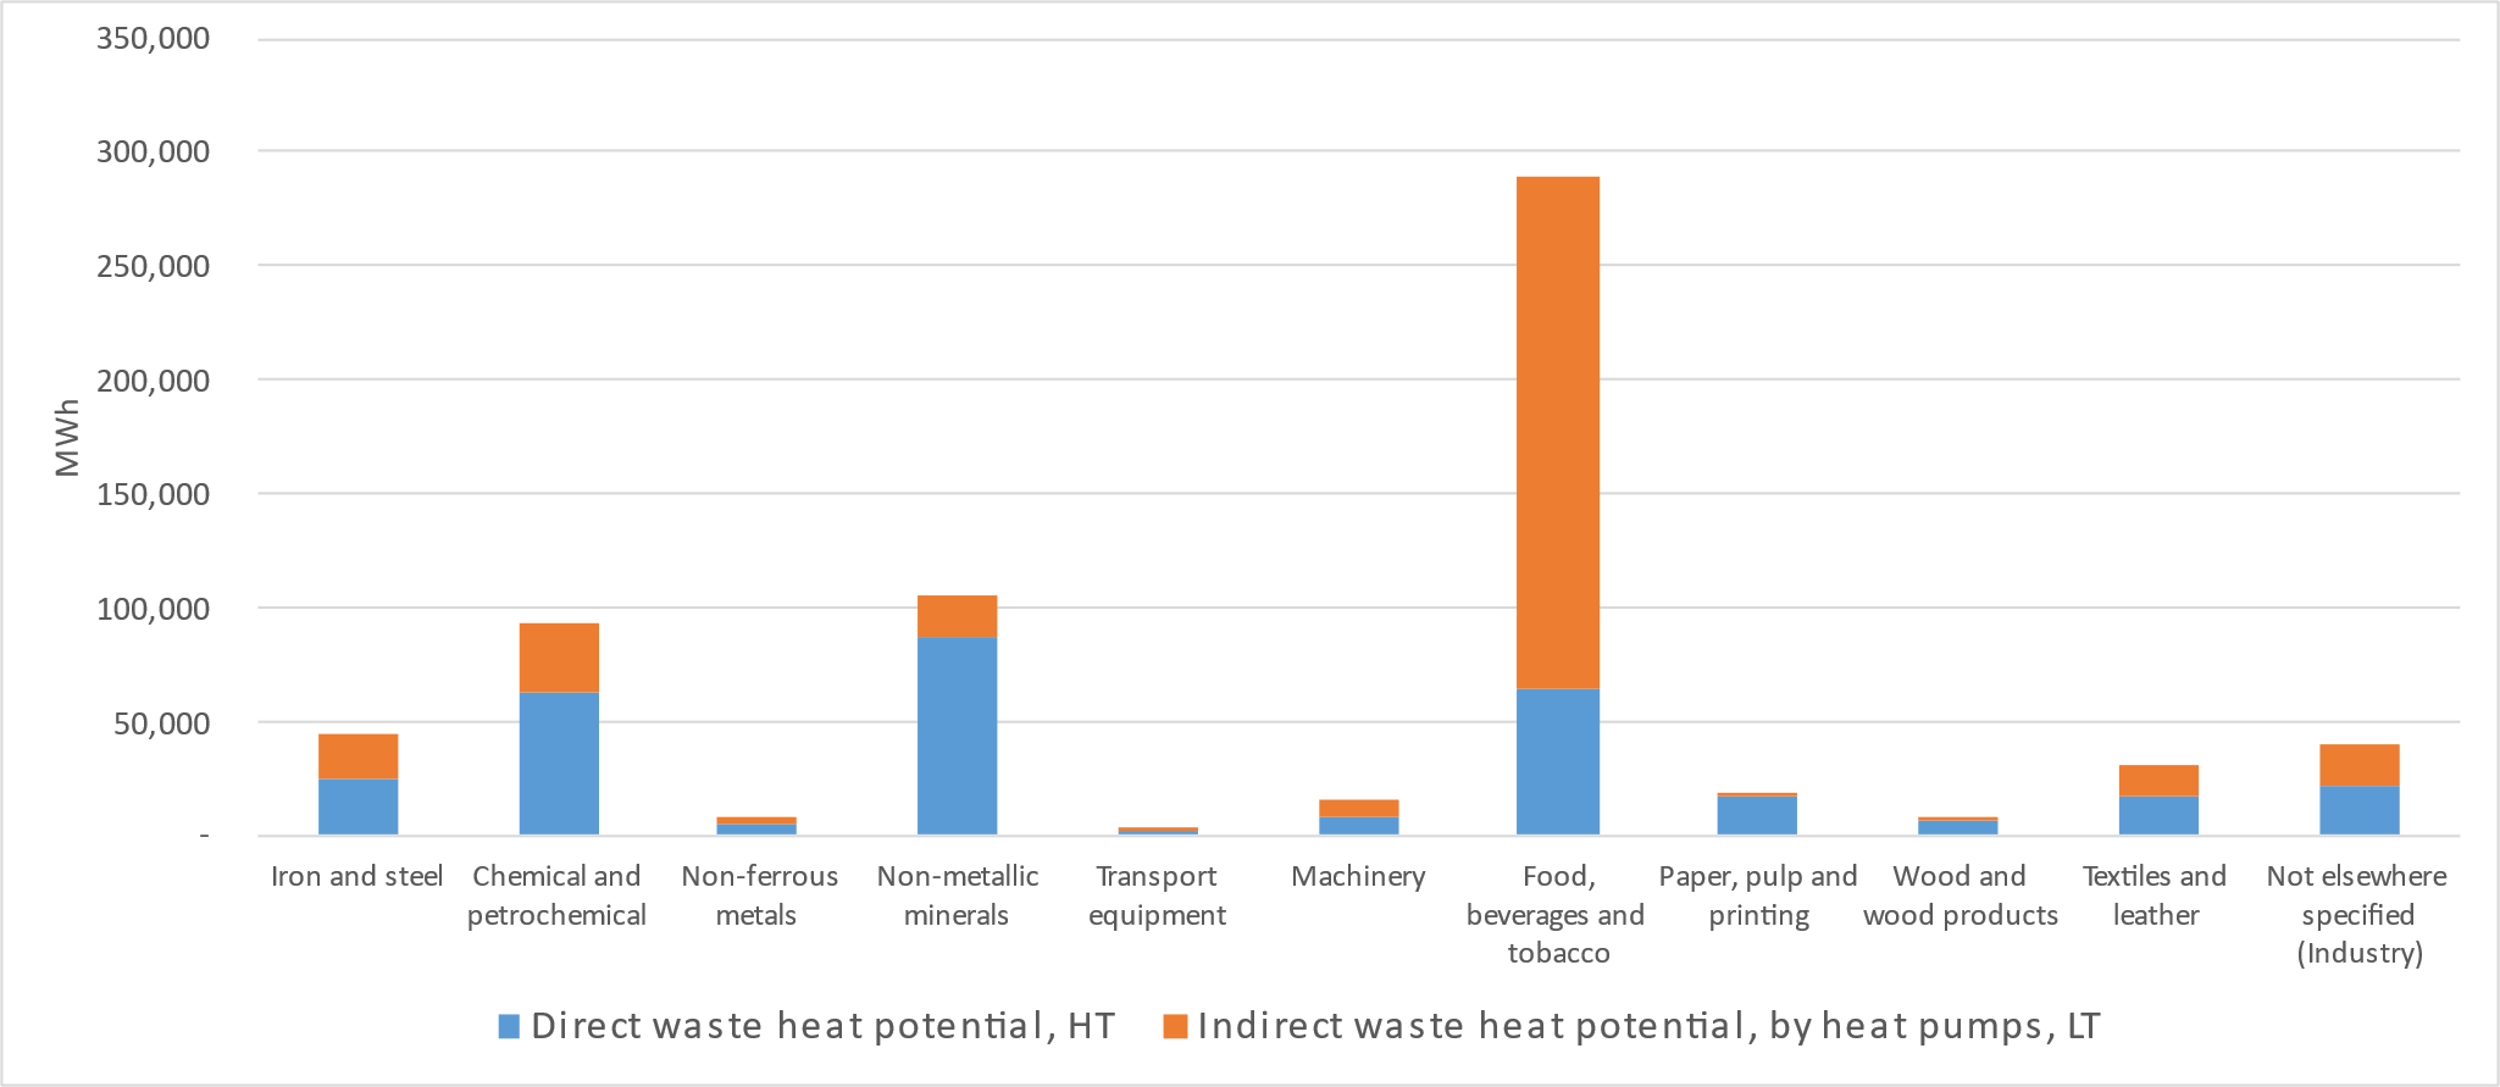 350,000
300,000
250,000
200,000
150,000
100,000
50,000
-
MWh
Iron and steel
Chemical and
petrochemical
Non-ferrous
metals
Non-metallic
minerals
Transport
equipment
Machinery
Food,
beverages and
tobacco
Paper, pulp and
printing
Wood and
wood products
Textiles and
leather
Not elsewhere
specified
(Industry)
Direct waste heat potential, HT
Indirect waste heat potential, by heat pumps, LT